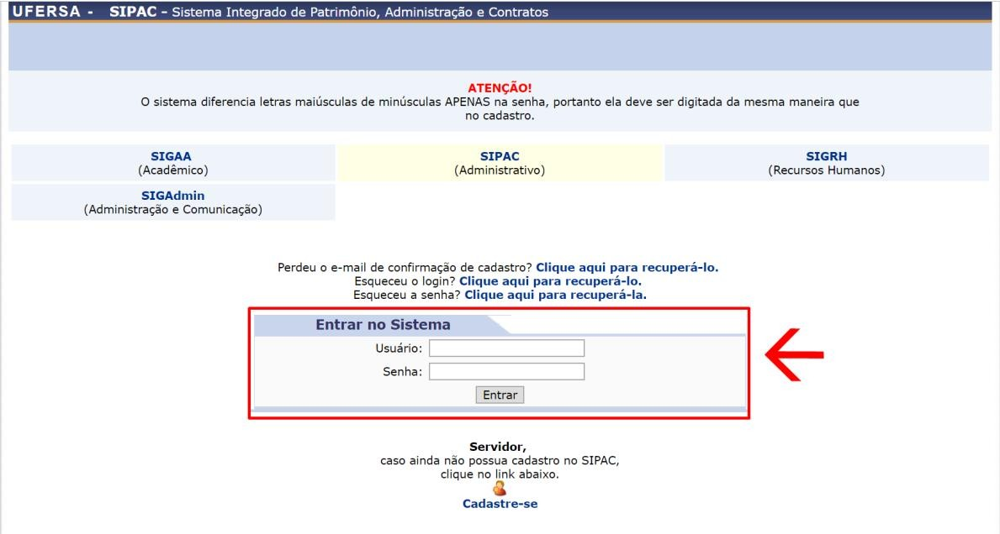 UFERSA - SIPAC – Sistema Integrado de Patrimônio, Administração e Contratos
ATENÇÃO!
O sistema diferencia letras maiúsculas de minúsculas APENAS na senha, portanto ela deve ser digitada da mesma maneira que
no cadastro.
SIGAA
(Acadêmico)
SIPAC
(Administrativo)
SIGRH
(Recursos Humanos)
SIGAdmin
(Administração e Comunicação)
Perdeu o e-mail de confirmação de cadastro? Clique aqui para recuperá-lo.
Esqueceu o login? Clique aqui para recuperá-lo.
Esqueceu a senha? Clique aqui para recuperá-la.
Entrar no Sistema
Usuário:
Senha:
Entrar
Servidor,
caso ainda não possua cadastro no SIPAC,
clique no link abaixo.
Cadastre-se